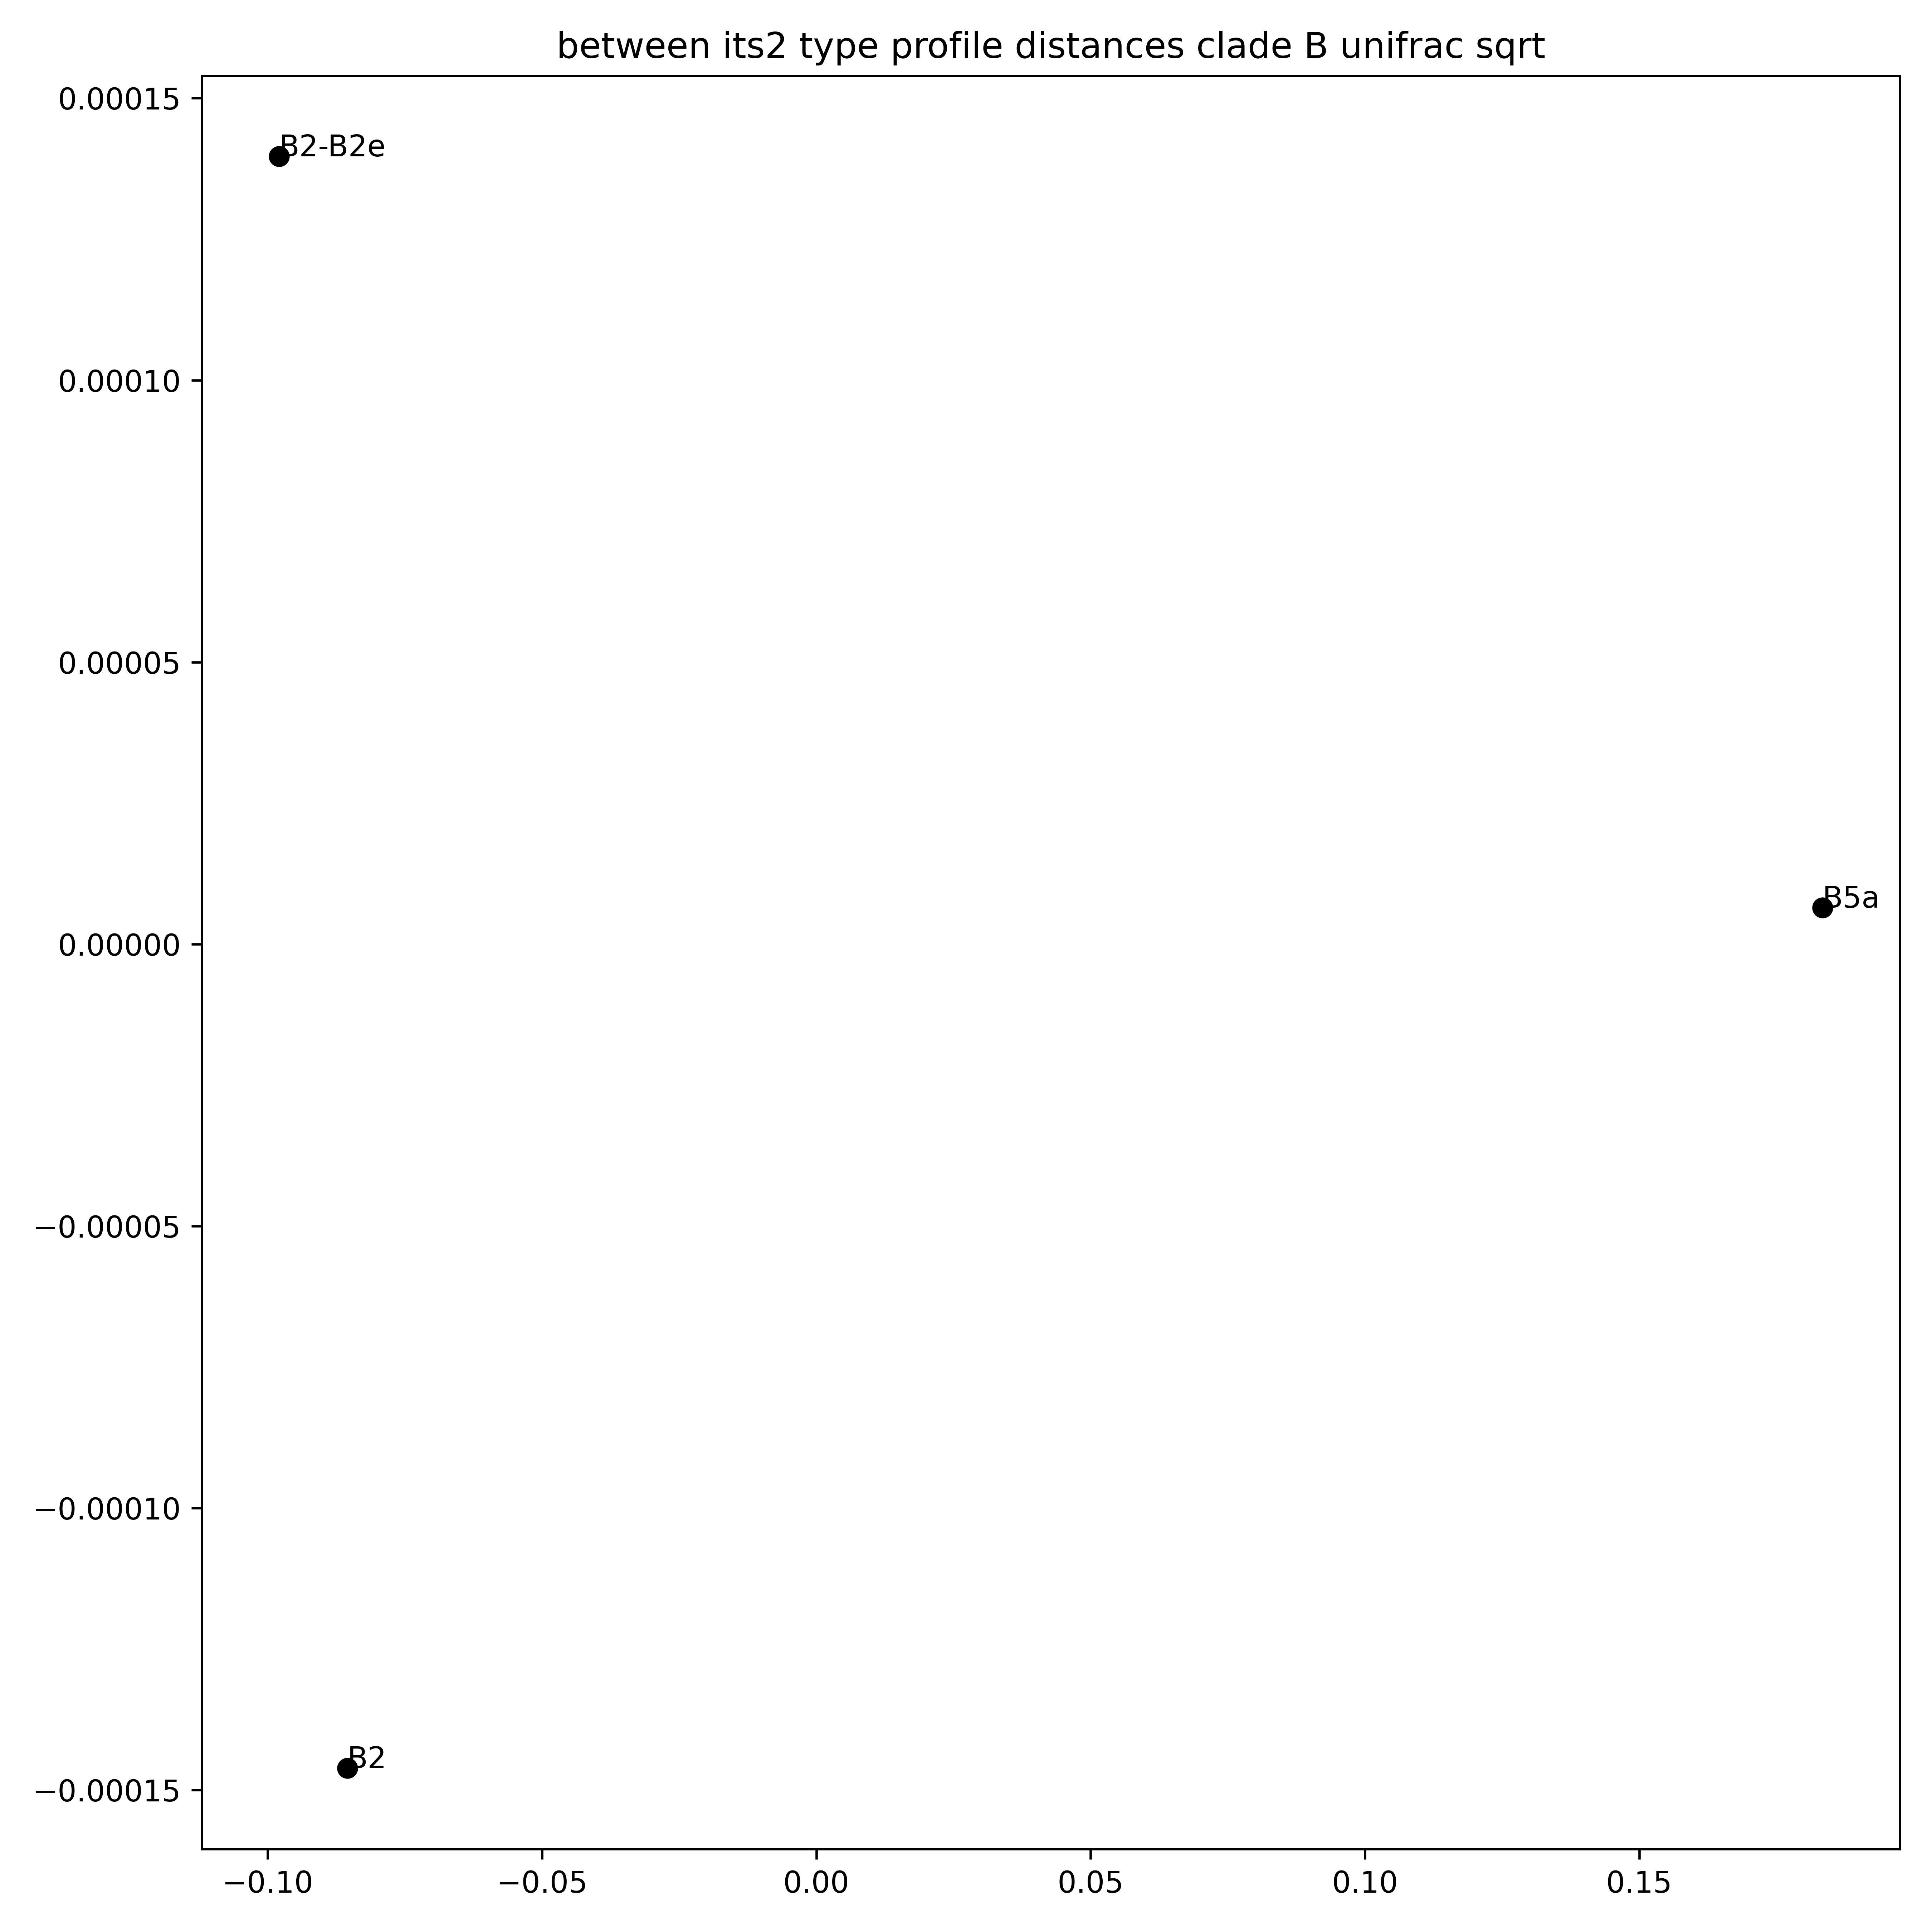 between its2 type profile distances clade B unifrac sqrt
0.00015
B2-B2e
0.00010
0.00005
B5a
0.00000
−0.00005
−0.00010
B2
−0.00015
−0.10 −0.05 0.00 0.05 0.10 0.15